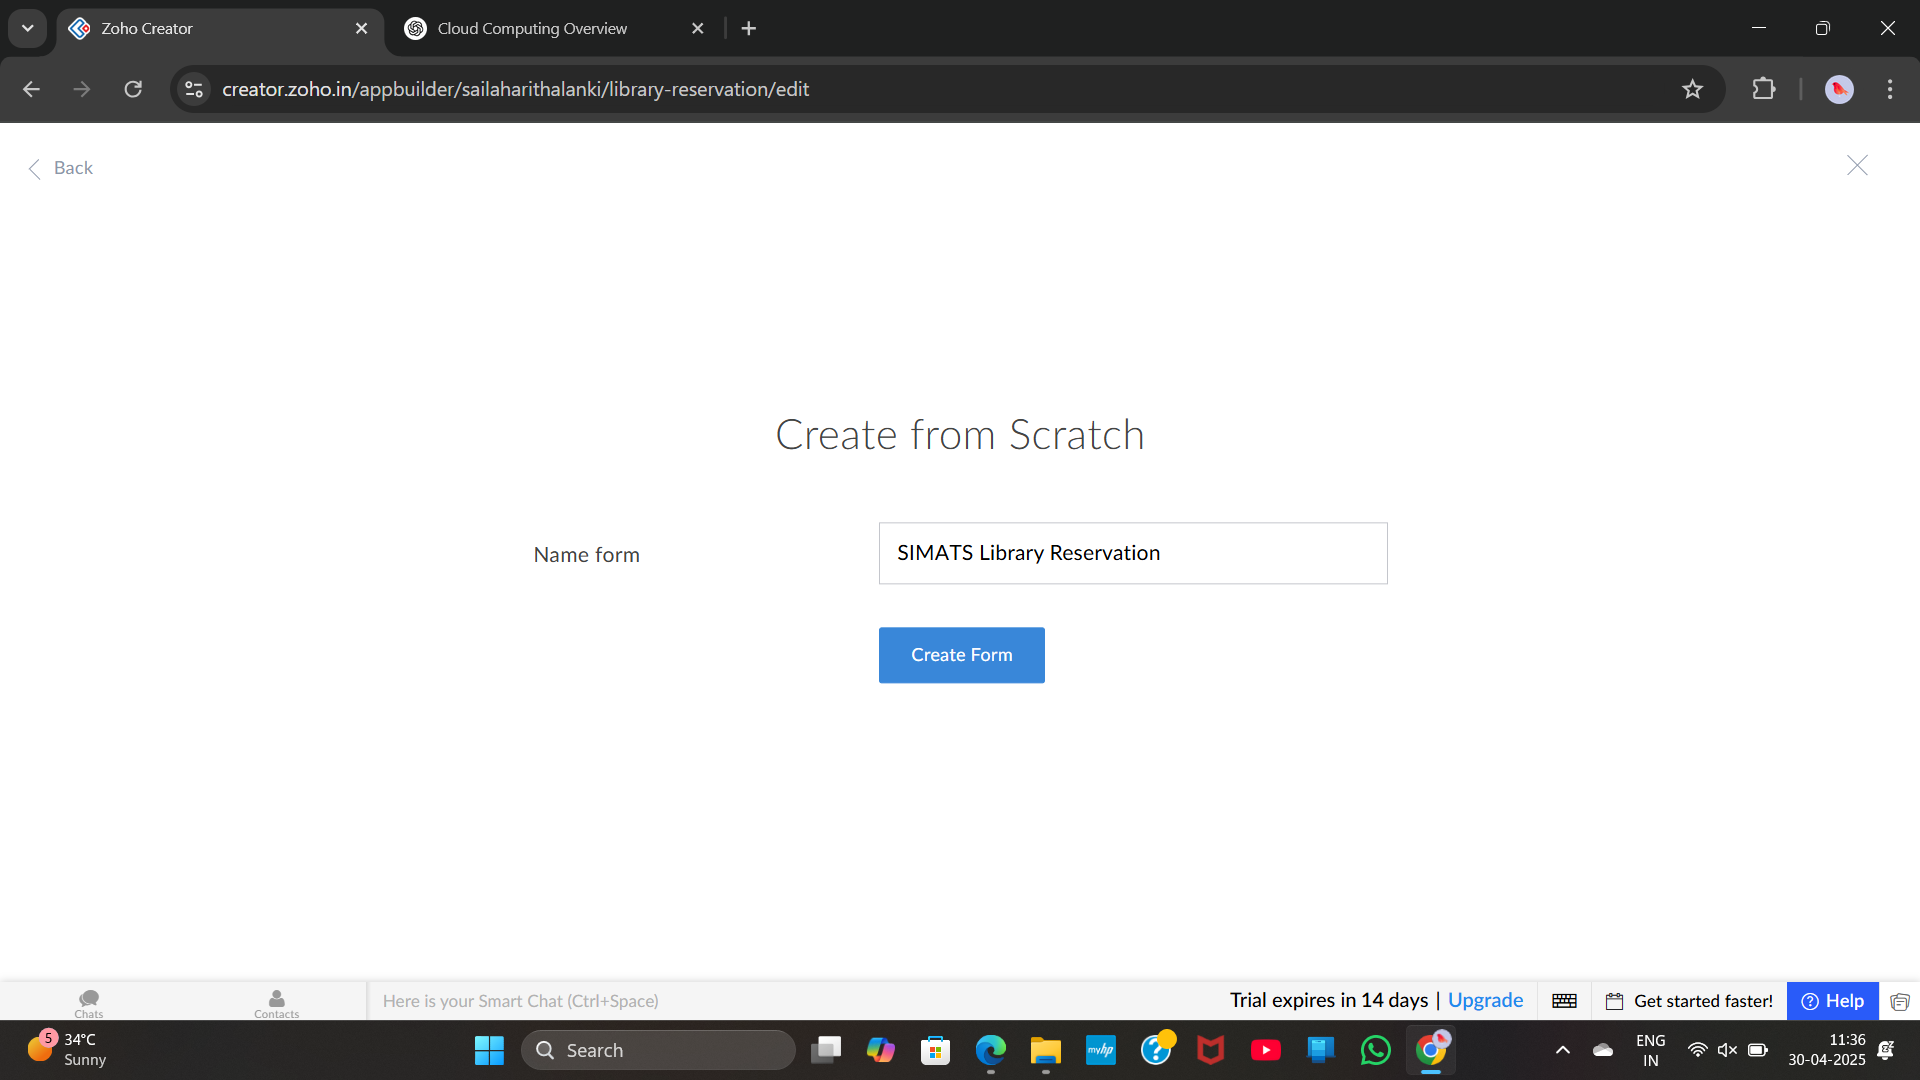 Zoho Creator
Cloud Computing Overview
creator.zoho.in/appbuilder/sailaharithalanki/library-reservation/edit
Back
Create from Scratch
Name form
SIMATS Library Reservation
Create Form
Chats
Contacts
Here is your Smart Chat (Ctrl+Space)
Trial expires in 14 days | Upgrade
Get started faster!
? Help
5
34°C
Sunny
Search
myhp
?
ENG
IN
11:36
30-04-2025